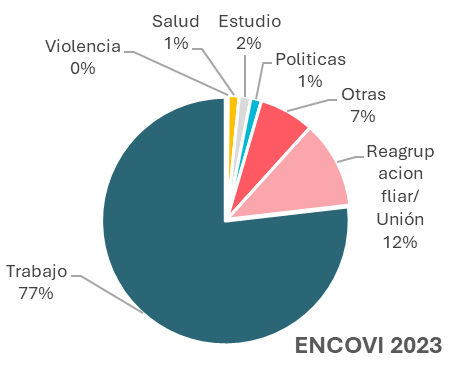 Violencia
0%
Salud
1%
Estudio
2%
Politicas
1%
Otras
7%
Reagrup
acion
fliar/
Unión
12%
Trabajo
77%
ENCOVI 2023